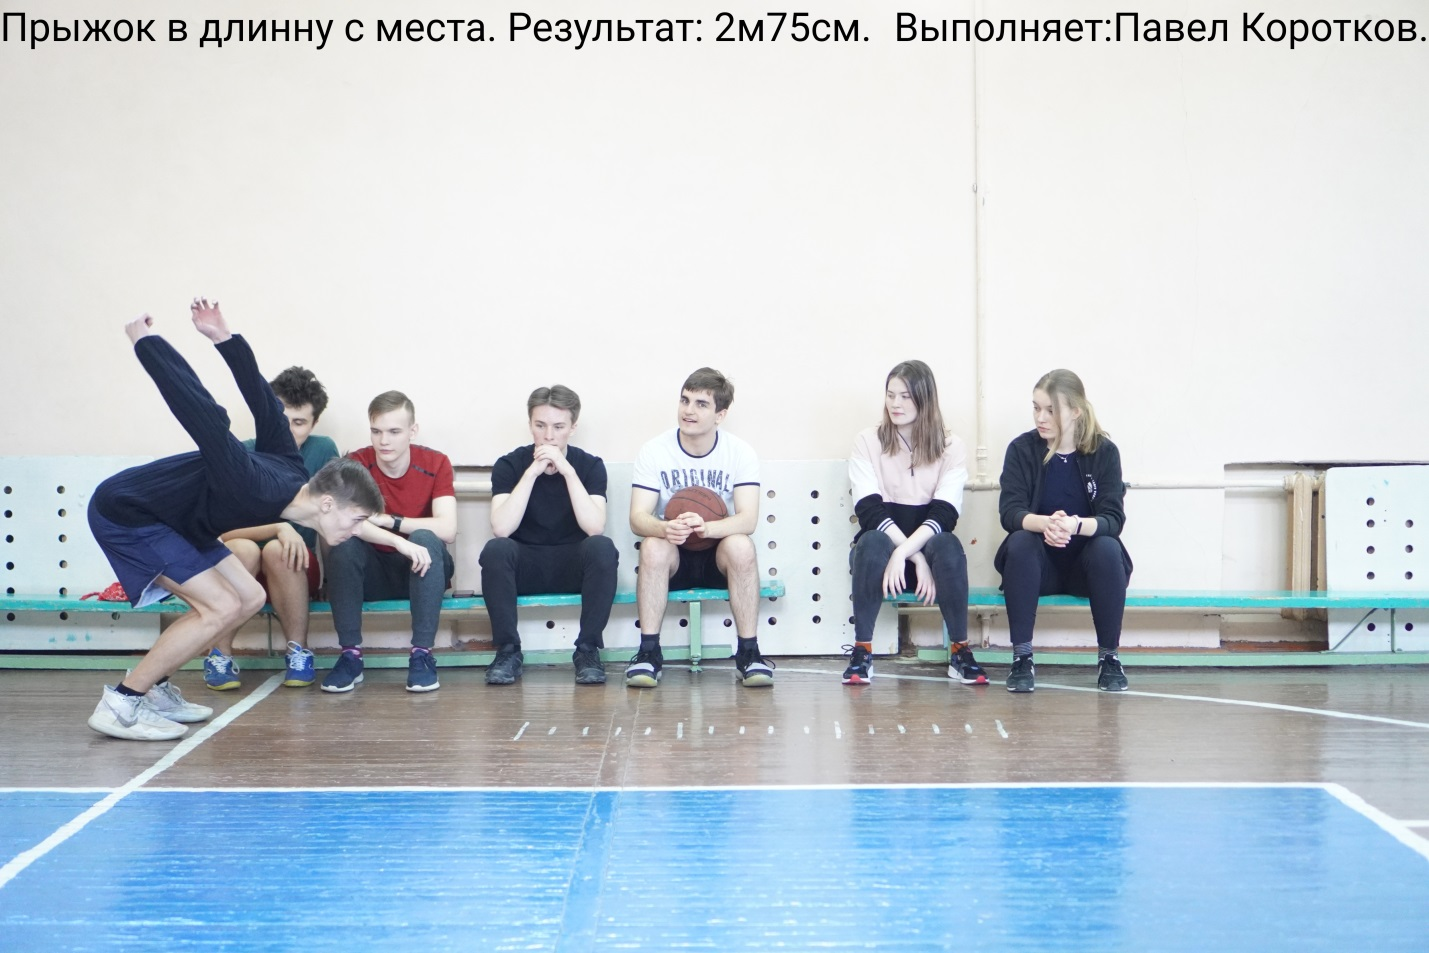 Прыжок в длинну с места. Результат: 2м75см. Выполняет:Павел Коротков.
ORIGINAL